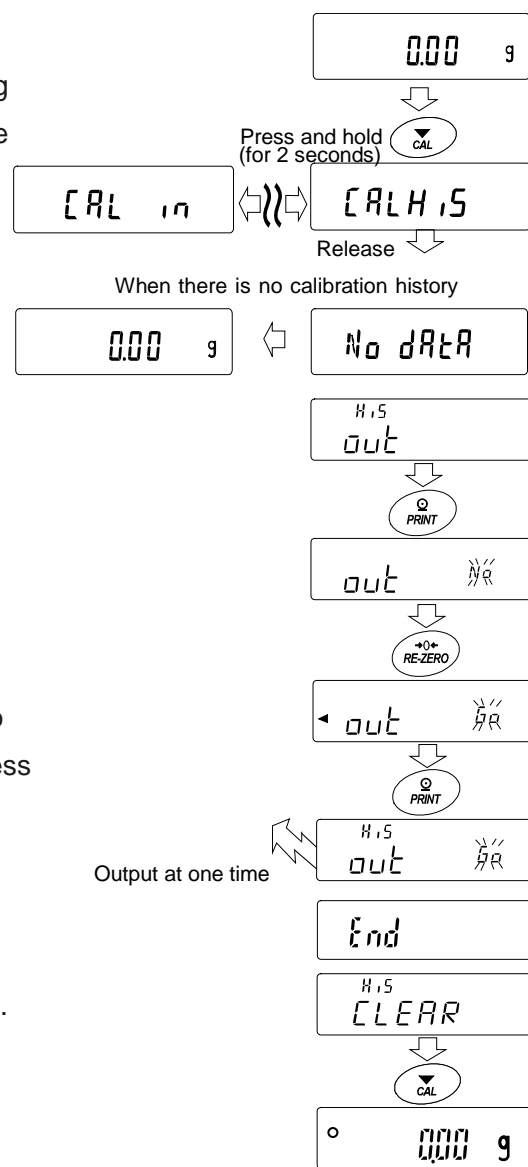 0.00 g
g
e
Press and hold
(for 2 seconds)
CAL
CAL in
CALHiS
Release
When there is no calibration history
0.00 g
No dAtA
HiS
out
PRINT
out No
→0←
RE-ZERO
o
out Go
ess
PRINT
HiS
out Go
Output at one time
End
HiS
CLEAR
.
CAL
0.00 g